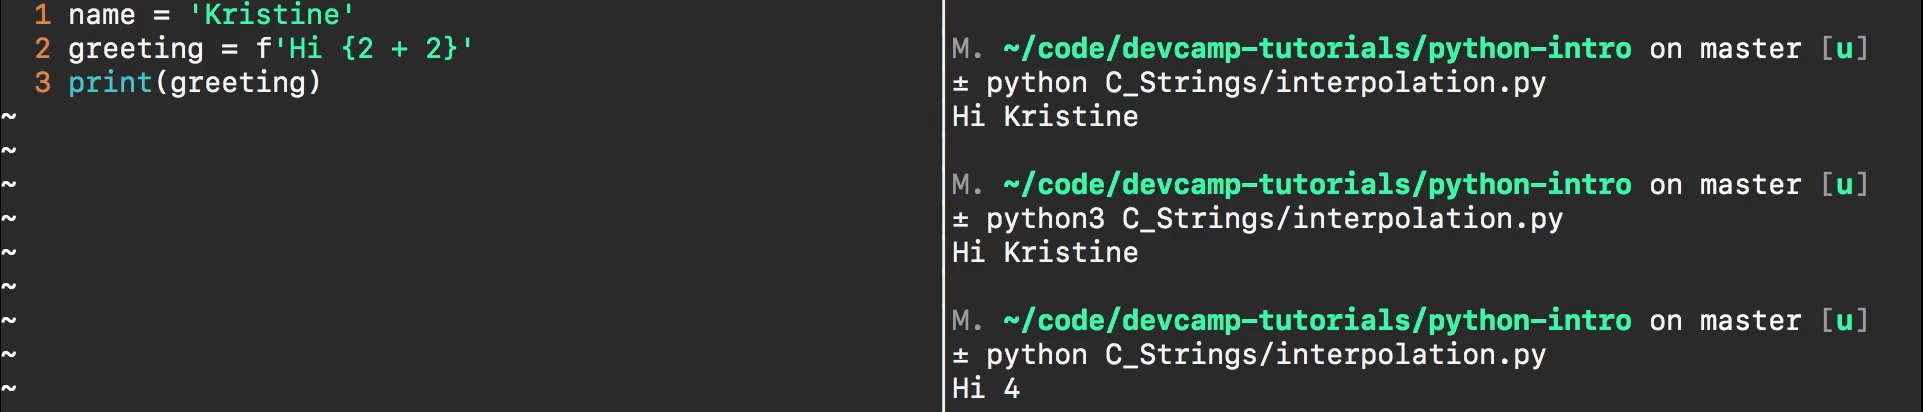 1 name = 'Kristine'
2 greeting = f'Hi {2 + 2}'
3 print(greeting)
~
~
~
~
~
~
~
~
~
M. ~/code/devcamp-tutorials/python-intro on master [u]
± python C_Strings/interpolation.py
Hi Kristine
M. ~/code/devcamp-tutorials/python-intro on master [u]
± python3 C_Strings/interpolation.py
Hi Kristine
M. ~/code/devcamp-tutorials/python-intro on master [u]
± python C_Strings/interpolation.py
Hi 4